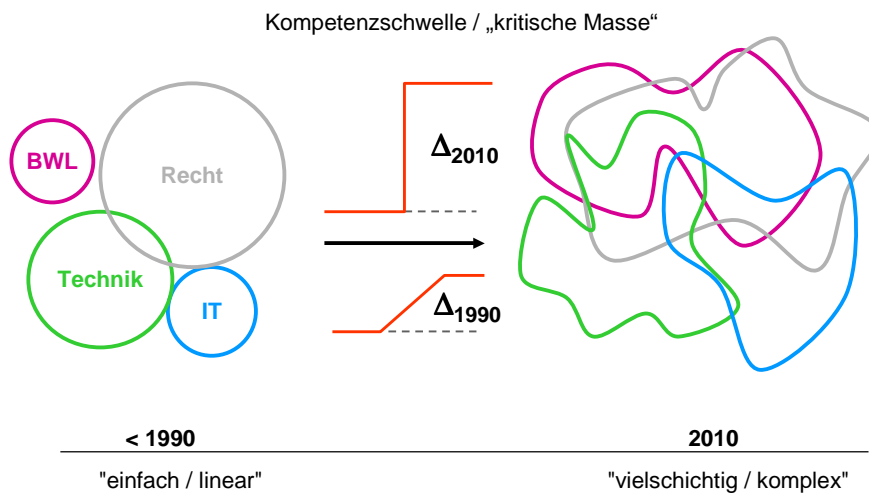 Kompetenzschwelle / „kritische Masse“
BWL
Recht
Technik
IT
Δ2010
Δ1990
< 1990
2010
"einfach / linear"
"vielschichtig / komplex"